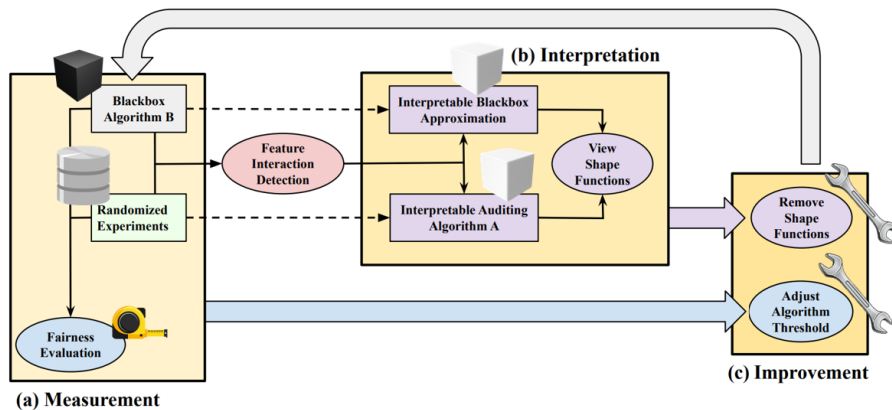 (b) Interpretation
Blackbox
Algorithm B
Interpretable Blackbox
Approximation
Feature
Interaction
Detection
View
Shape
Functions
Randomized
Experiments
Interpretable Auditing
Algorithm A
Remove
Shape
Functions
Adjust
Algorithm
Threshold
Fairness
Evaluation
(c) Improvement
(a) Measurement